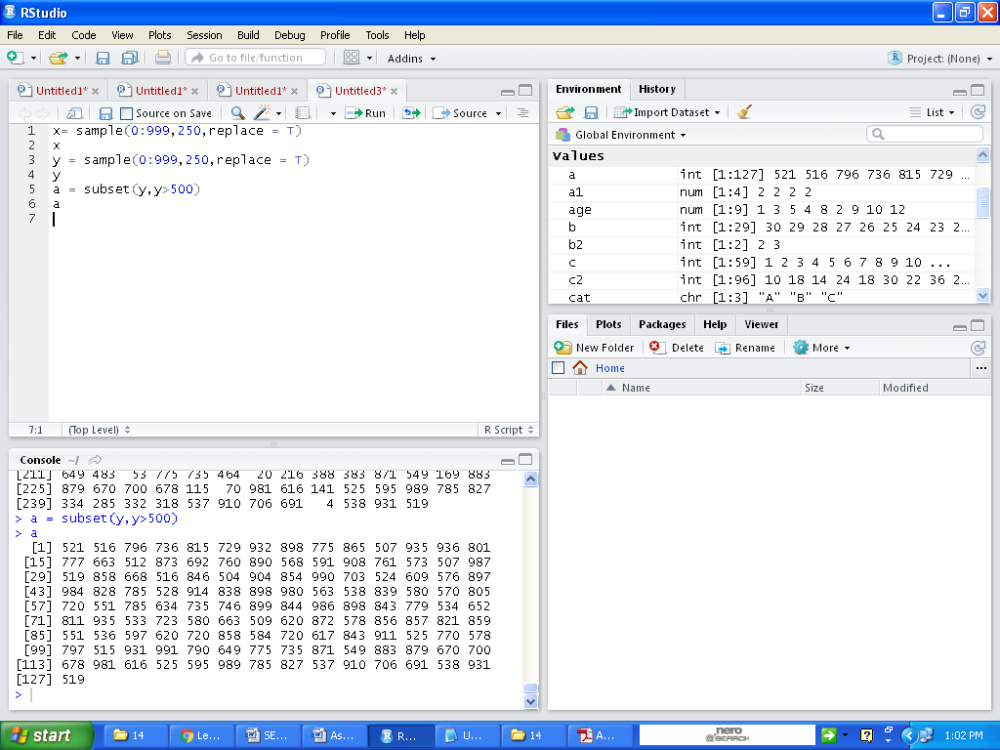 RStudio
File Edit Code View Plots Session Build Debug Profile Tools Help
Go to file/function Addins Project: (None)
Untitled1* Untitled1* Untitled1* Untitled3*
Source on Save Run Source
1 x= sample(0:999,250,replace = T)
2 x
3 y = sample(0:999,250,replace = T)
4 y
5 a = subset(y,y>500)
6 a
7
7:1 (Top Level) R Script
Console ~/
[211] 649 483 53 775 735 464 20 216 388 383 871 549 169 883
[225] 879 670 700 678 115 70 981 616 141 525 595 989 785 827
[239] 334 285 332 318 537 910 706 691 4 538 931 519
> a = subset(y,y>500)
> a
[1] 521 516 796 736 815 729 932 898 775 865 507 935 936 801
[15] 777 663 512 873 692 760 890 568 591 908 761 573 507 987
[29] 519 858 668 516 846 504 904 854 990 703 524 609 576 897
[43] 984 828 785 528 914 838 898 980 563 538 839 580 570 805
[57] 720 551 785 634 735 746 899 844 986 898 843 779 534 652
[71] 811 935 533 723 580 663 509 620 872 578 856 857 821 859
[85] 551 536 597 620 720 858 584 720 617 843 911 525 770 578
[99] 797 515 931 991 790 649 775 735 871 549 883 879 670 700
[113] 678 981 616 525 595 989 785 827 537 910 706 691 538 931
[127] 519
>
Environment History
Import Dataset List
Global Environment
Values
a int [1:127] 521 516 796 736 815 729 ...
a1 num [1:4] 2 2 2 2
age num [1:9] 1 3 5 4 8 2 9 10 12
b int [1:29] 30 29 28 27 26 25 24 23 2...
b2 int [1:2] 2 3
c int [1:59] 1 2 3 4 5 6 7 8 9 10 ...
c2 int [1:96] 10 18 14 24 18 30 22 36 2...
cat chr [1:3] "A" "B" "C"
Files Plots Packages Help Viewer
New Folder Delete Rename More
Home ...
Name Size Modified
start 14 Le... SE... As... R... U... 14 A... nero SEARCH 1:02 PM